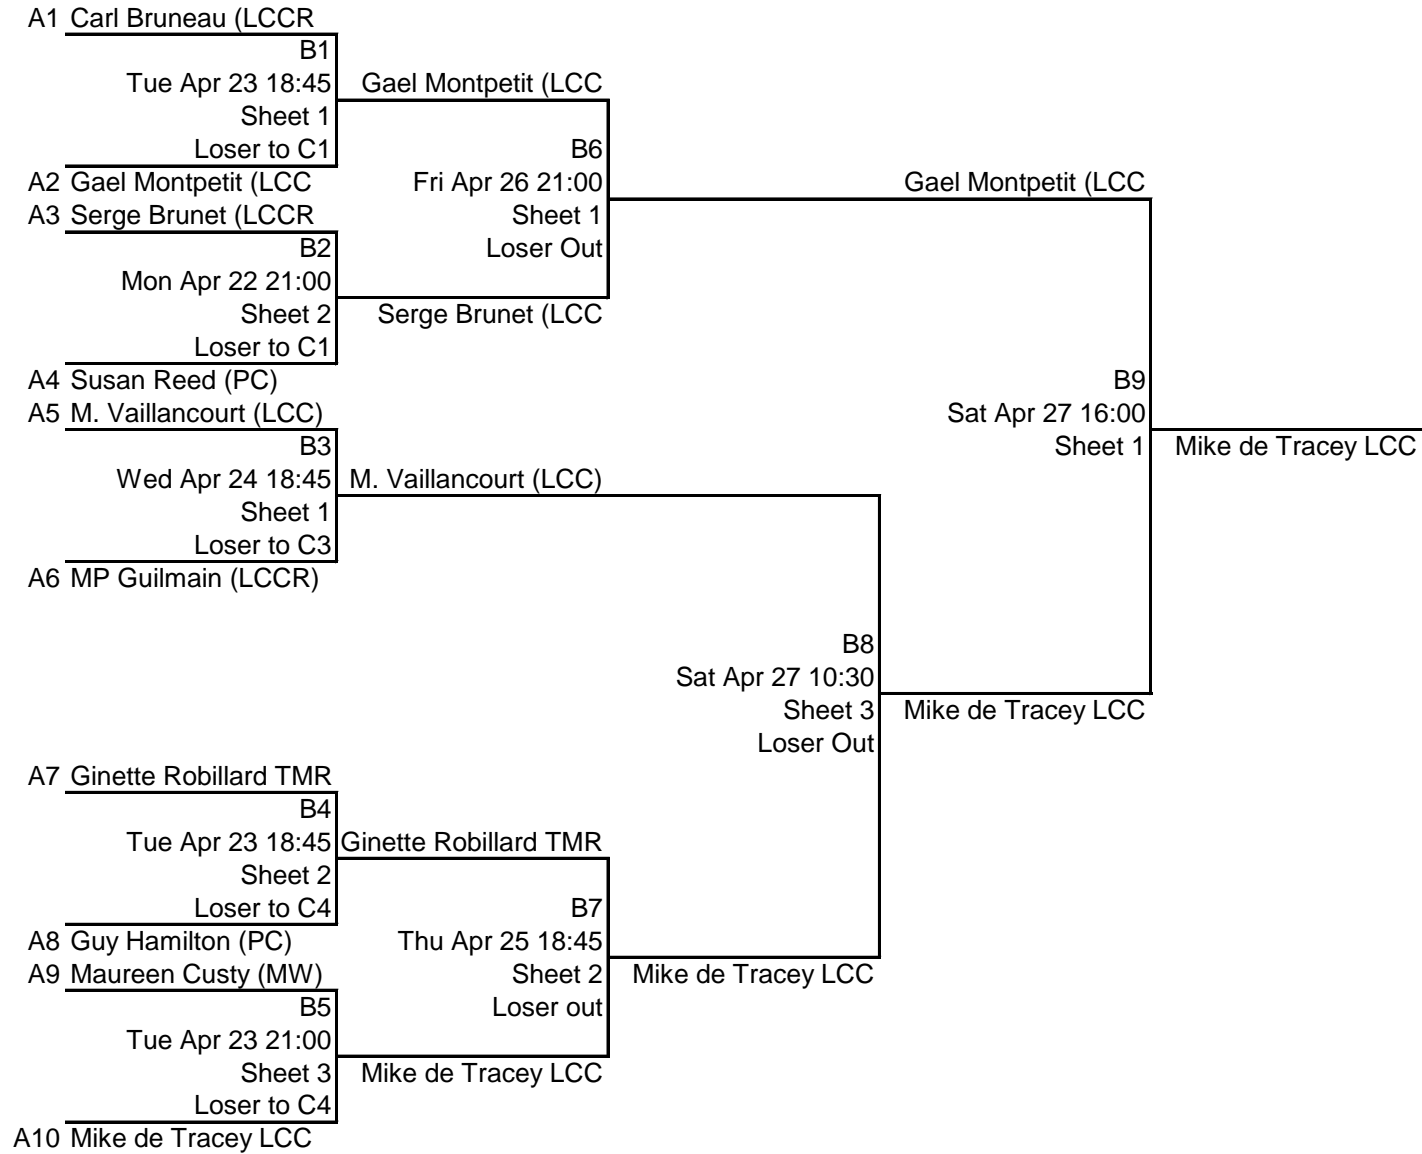 A1 Carl Bruneau (LCCR
B1
Tue Apr 23 18:45
Gael Montpetit (LCC
Sheet 1
Loser to C1
B6
A2 Gael Montpetit (LCC
Fri Apr 26 21:00
Gael Montpetit (LCC
A3 Serge Brunet (LCCR
Sheet 1
B2
Loser Out
Mon Apr 22 21:00
Sheet 2
Serge Brunet (LCC
Loser to C1
A4 Susan Reed (PC)
B9
A5 M. Vaillancourt (LCC)
Sat Apr 27 16:00
B3
Sheet 1
Mike de Tracey LCC
Wed Apr 24 18:45
M. Vaillancourt (LCC)
Sheet 1
Loser to C3
A6 MP Guilmain (LCCR)
B8
Sat Apr 27 10:30
Sheet 3
Mike de Tracey LCC
Loser Out
A7 Ginette Robillard TMR
B4
Tue Apr 23 18:45
Ginette Robillard TMR
Sheet 2
Loser to C4
B7
A8 Guy Hamilton (PC)
Thu Apr 25 18:45
A9 Maureen Custy (MW)
Sheet 2
Mike de Tracey LCC
B5
Loser out
Tue Apr 23 21:00
Sheet 3
Mike de Tracey LCC
Loser to C4
A10 Mike de Tracey LCC